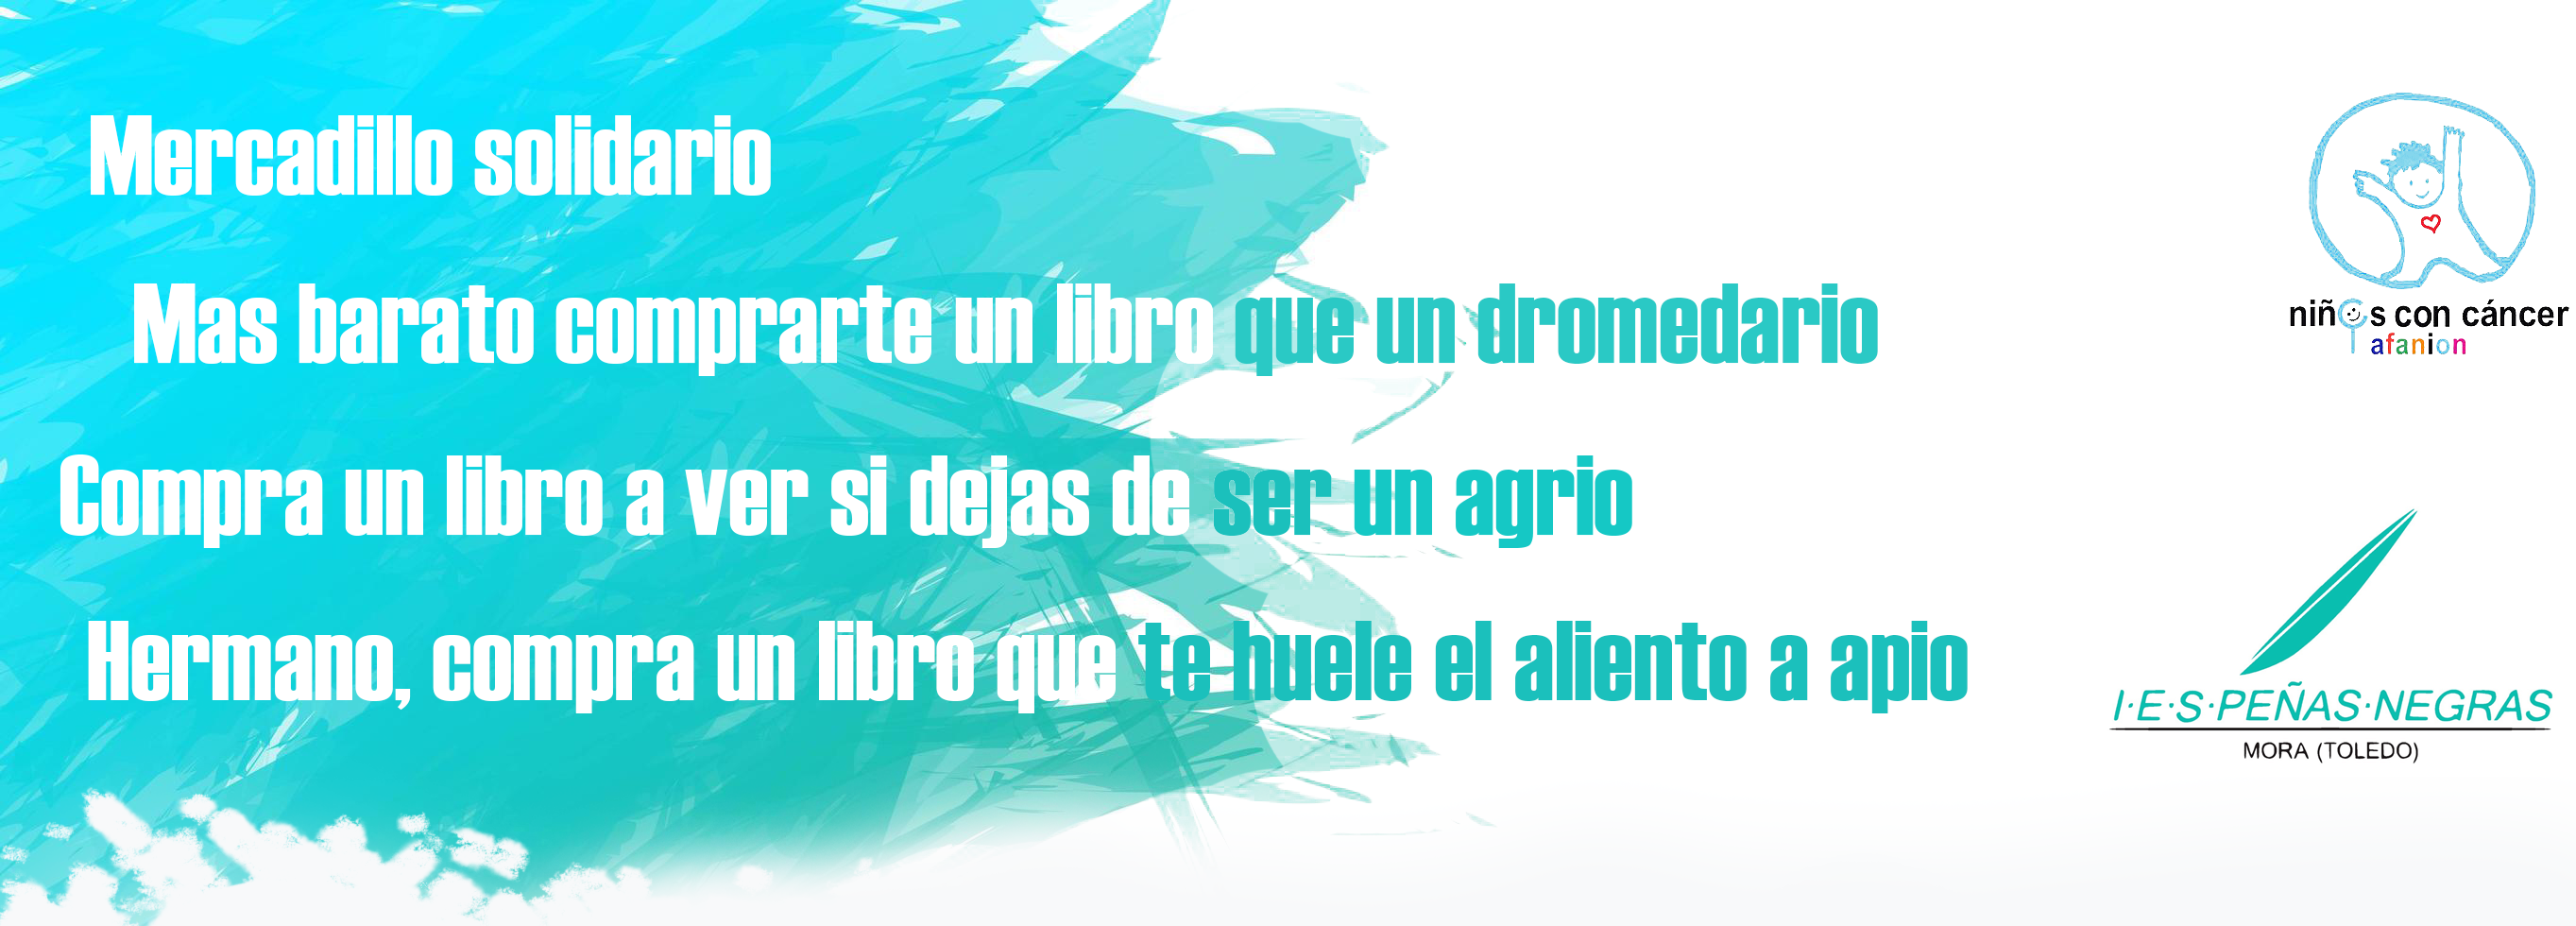 Mercadillo solidario
Mas barato comprarte un libro que un dromedario
Compra un libro a ver si dejas de ser un agrio
Hermano, compra un libro que te huele el aliento a apio
niños con cáncer
afanion
I·E·S·PEÑAS·NEGRAS
MORA (TOLEDO)